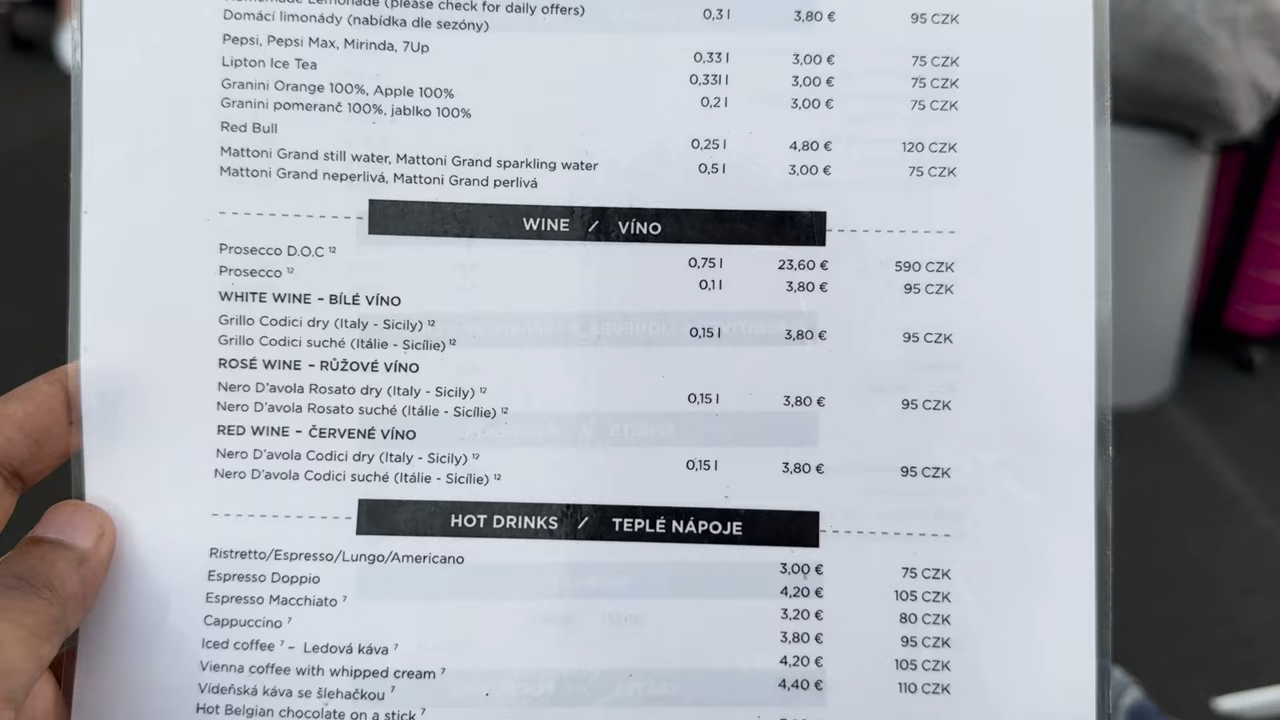 Homemade Lemonade (please check for daily offers)
Domácí limonády (nabídka dle sezóny) 0,3 l 3,80 € 95 CZK
Pepsi, Pepsi Max, Mirinda, 7Up 0,33 l 3,00 € 75 CZK
Lipton Ice Tea 0,33l l 3,00 € 75 CZK
Granini Orange 100%, Apple 100% 0,2 l 3,00 € 75 CZK
Granini pomeranč 100%, jablko 100%
Red Bull 0,25 l 4,80 € 120 CZK
Mattoni Grand still water, Mattoni Grand sparkling water 0,5 l 3,00 € 75 CZK
Mattoni Grand neperlivá, Mattoni Grand perlivá
WINE / VÍNO
Prosecco D.O.C ¹² 0,75 l 23,60 € 590 CZK
Prosecco ¹² 0,1 l 3,80 € 95 CZK
WHITE WINE – BÍLÉ VÍNO
Grillo Codici dry (Italy - Sicily) ¹² 0,15 l 3,80 € 95 CZK
Grillo Codici suché (Itálie - Sicílie) ¹²
ROSÉ WINE – RŮŽOVÉ VÍNO
Nero D'avola Rosato dry (Italy - Sicily) ¹² 0,15 l 3,80 € 95 CZK
Nero D'avola Rosato suché (Itálie - Sicílie) ¹²
RED WINE – ČERVENÉ VÍNO
Nero D'avola Codici dry (Italy - Sicily) ¹² 0,15 l 3,80 € 95 CZK
Nero D'avola Codici suché (Itálie - Sicílie) ¹²
HOT DRINKS / TEPLÉ NÁPOJE
Ristretto/Espresso/Lungo/Americano 3,00 € 75 CZK
Espresso Doppio 4,20 € 105 CZK
Espresso Macchiato ⁷ 3,20 € 80 CZK
Cappuccino ⁷ 3,80 € 95 CZK
Iced coffee ⁷ – Ledová káva ⁷ 4,20 € 105 CZK
Vienna coffee with whipped cream ⁷ 4,40 € 110 CZK
Vídeňská káva se šlehačkou ⁷
Hot Belgian chocolate on a stick ⁷